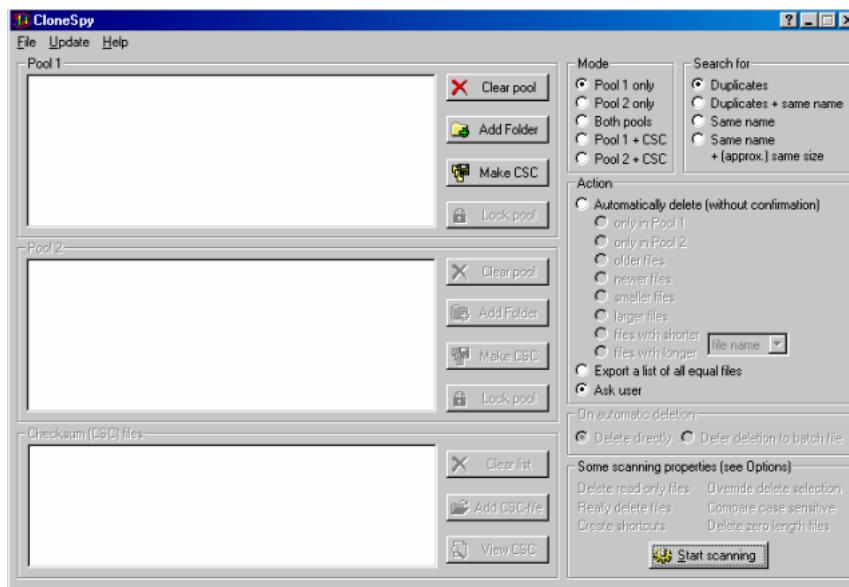 CloneSpy
File Update Help
Pool 1
Clear pool
Add Folder
Make CSC
Lock pool
Pool 2
Clear pool
Add Folder
Make CSC
Lock pool
Checksum (CSC) files
Clear list
Add CSC-file
View CSC
Mode
Pool 1 only
Pool 2 only
Both pools
Pool 1 + CSC
Pool 2 + CSC
Search for
Duplicates
Duplicates + same name
Same name
Same name
+ (approx.) same size
Action
Automatically delete (without confirmation)
only in Pool 1
only in Pool 2
older files
newer files
smaller files
larger files
files with shorter
files with longer
file name
Export a list of all equal files
Ask user
On automatic deletion
Delete directly Defer deletion to batch file
Some scanning properties (see Options)
Delete read-only files Override delete selection
Really delete files Compare case sensitive
Create shortcuts Delete zero length files
Start scanning